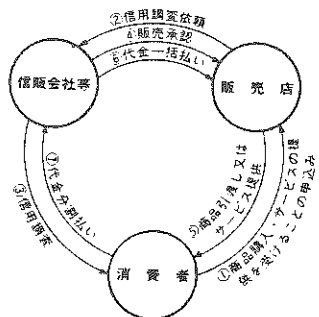 ②信用調査依頼
④販売承認
⑥代金一括払い
信販会社等
販売店
⑦代金分割払い
③信用調査
⑤商品引渡し又は
サービス提供
①商品購入・サービスの提
供を受けることの申込み
消費者